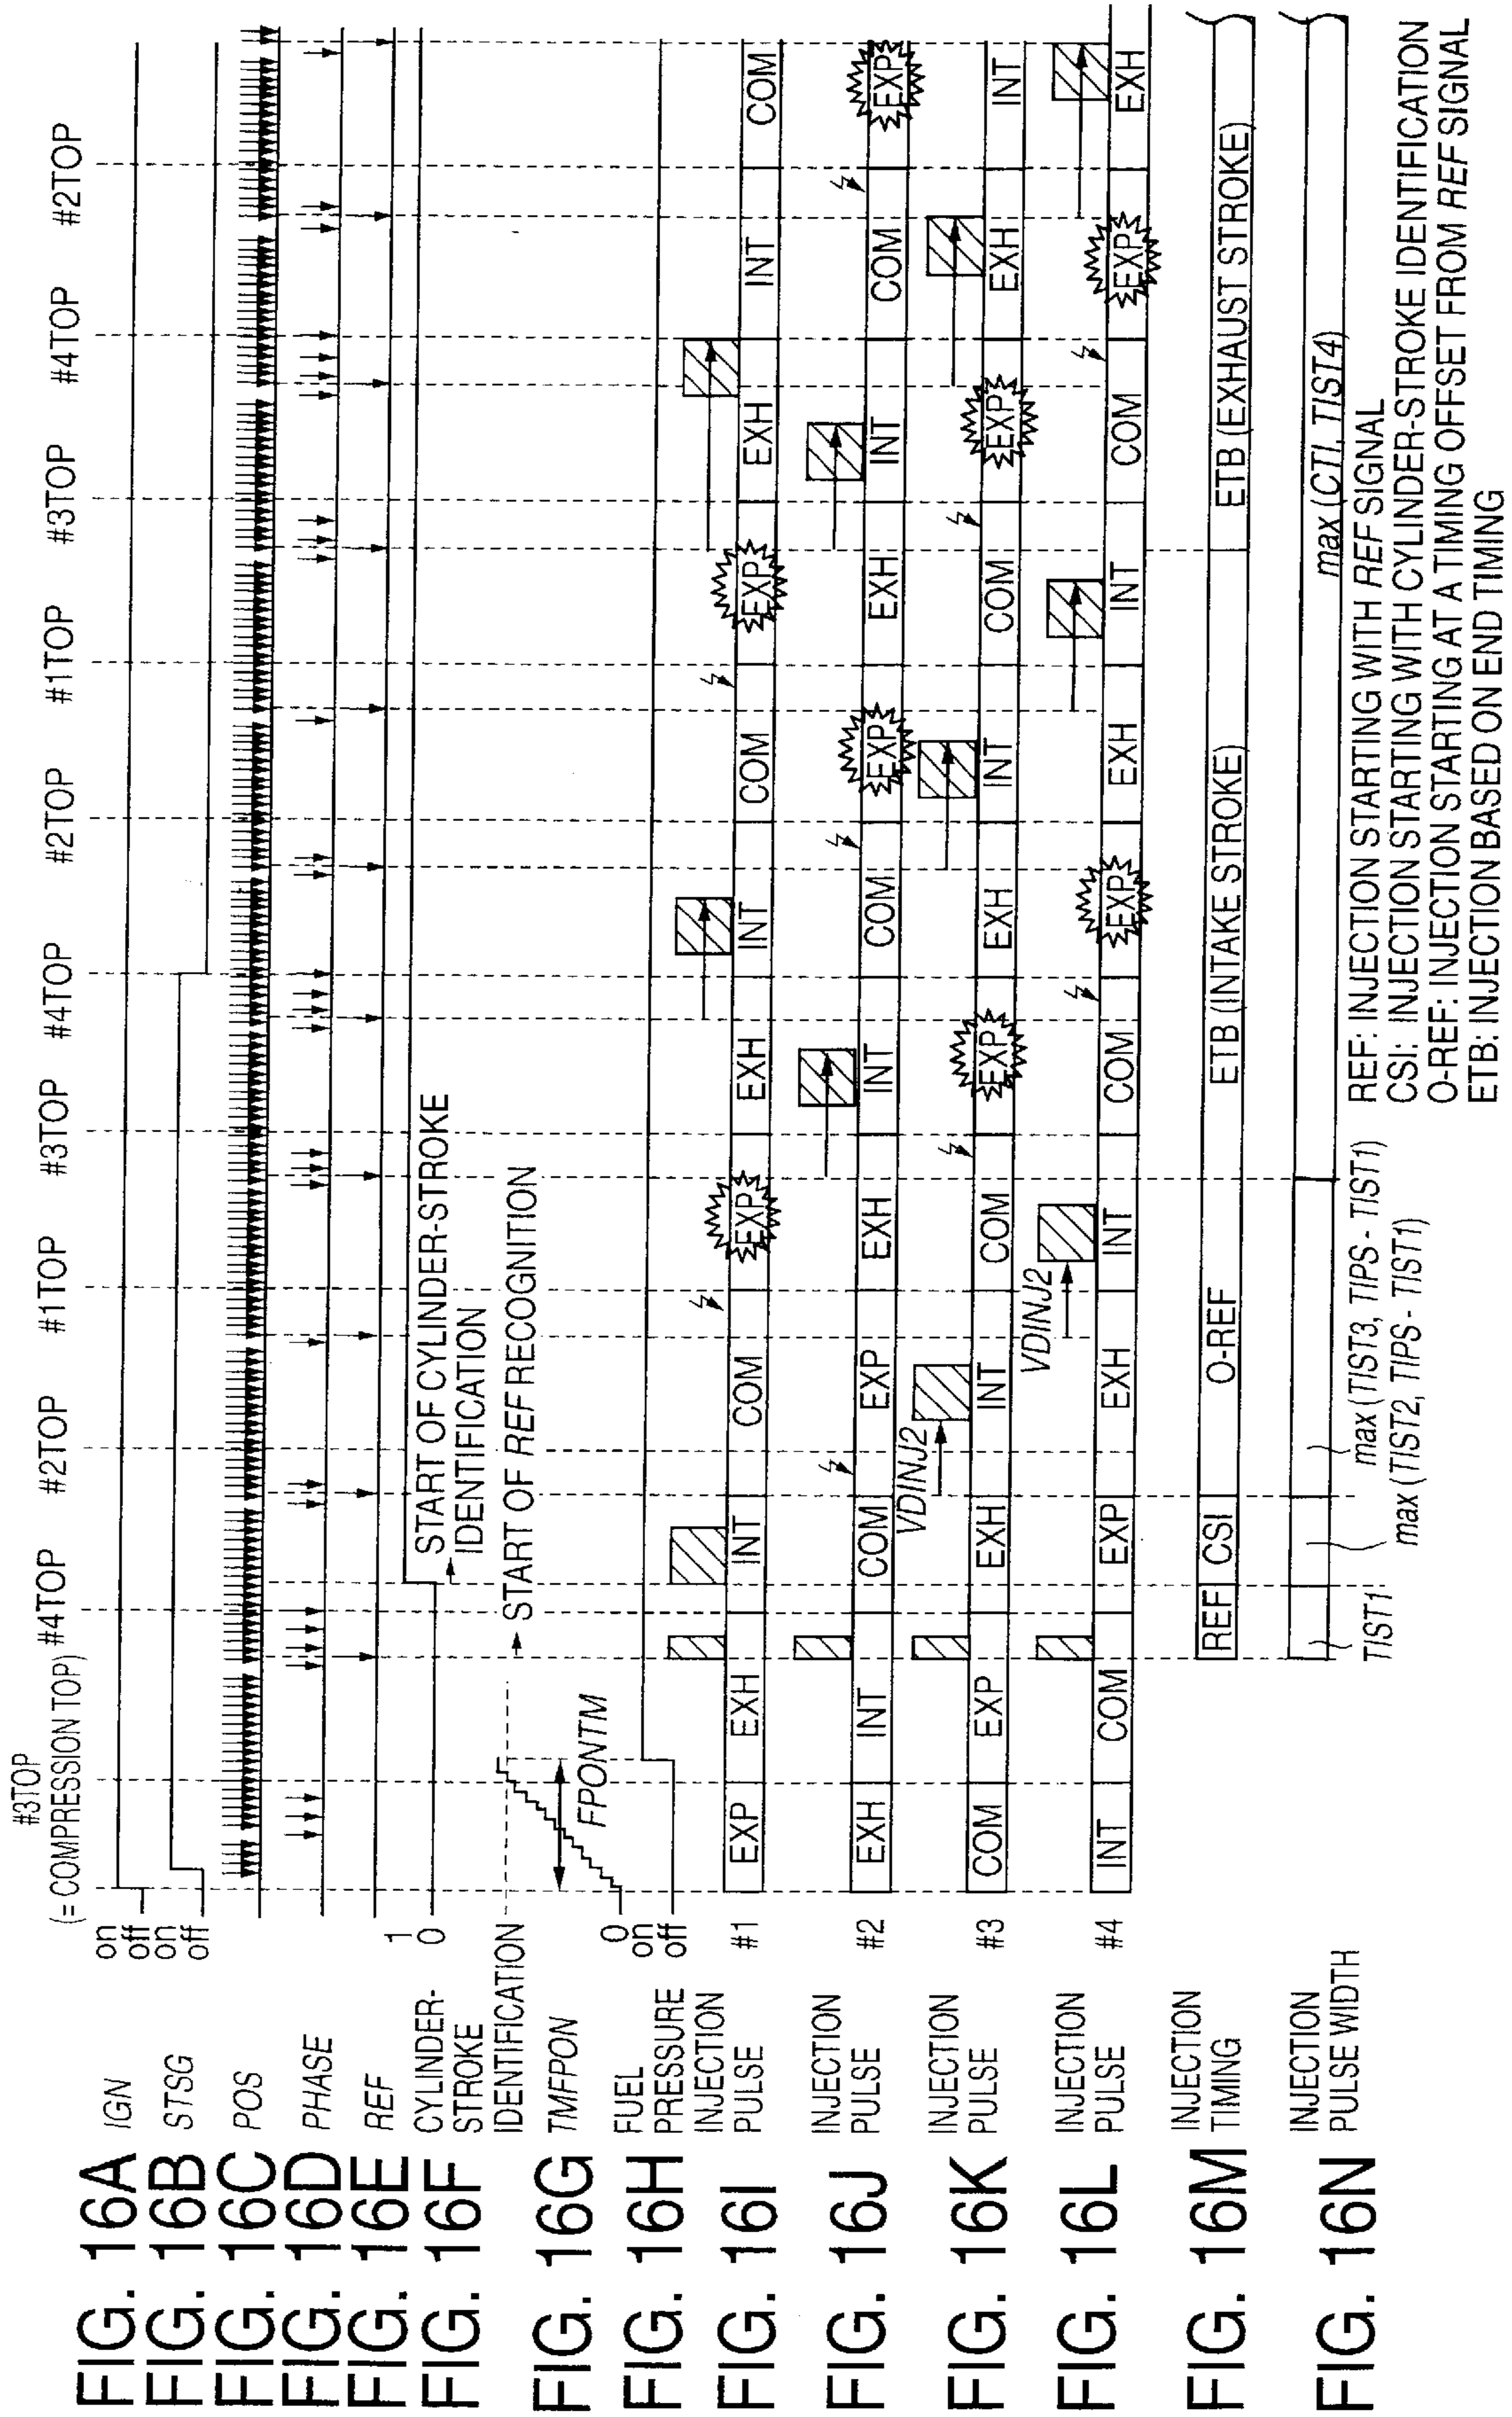 #3TOP
(= COMPRESSION TOP) #4TOP #2TOP #1TOP #3TOP #4TOP #2TOP #1TOP #3TOP #4TOP #2TOP
FIG. 16A IGN on off
FIG. 16B STSG on off
FIG. 16C POS
FIG. 16D PHASE
FIG. 16E REF
FIG. 16F CYLINDER-STROKE IDENTIFICATION 1 0
START OF CYLINDER-STROKE
IDENTIFICATION
START OF REF RECOGNITION
FIG. 16G TMFPON 0
FPONTM
FIG. 16H FUEL PRESSURE on off
FIG. 16I INJECTION PULSE #1 EXP EXH INT COM EXP EXH INT COM EXP EXH INT COM
FIG. 16J INJECTION PULSE #2 EXH INT COM EXP EXH INT COM EXP EXH INT COM EXP
VDINJ2
FIG. 16K INJECTION PULSE #3 COM EXP EXH INT COM EXP EXH INT COM EXP EXH INT
VDINJ2
FIG. 16L INJECTION PULSE #4 INT COM EXP EXH INT COM EXP EXH INT COM EXP EXH
FIG. 16M INJECTION TIMING REF CSI O-REF ETB (INTAKE STROKE) ETB (EXHAUST STROKE)
FIG. 16N INJECTION PULSE WIDTH
TIST1
max (TIST2, TIPS - TIST1)
max (TIST3, TIPS - TIST1)
max (CTI, TIST4)
REF: INJECTION STARTING WITH REF SIGNAL
CSI: INJECTION STARTING WITH CYLINDER-STROKE IDENTIFICATION
O-REF: INJECTION STARTING AT A TIMING OFFSET FROM REF SIGNAL
ETB: INJECTION BASED ON END TIMING